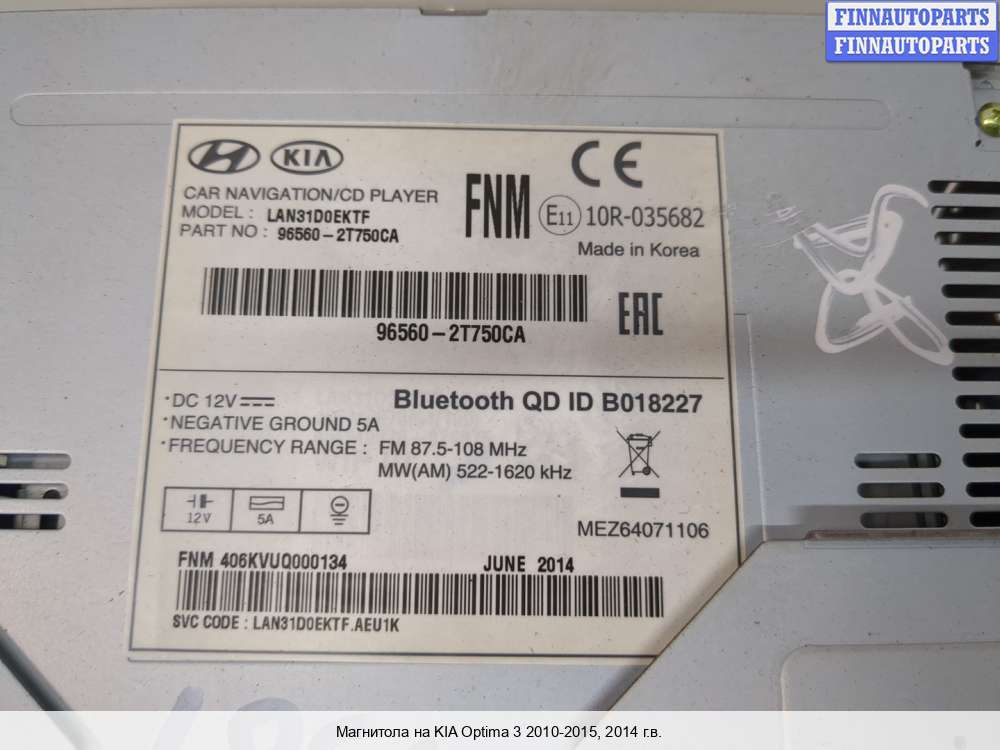 FINNAUTOPARTS
FINNAUTOPARTS
KIA
CAR NAVIGATION/CD PLAYER
MODEL : LAN31D0EKTF
PART NO : 96560-2T750CA
FNM
CE
E11 10R-035682
Made in Korea
96560-2T750CA
EAC
·DC 12V
·NEGATIVE GROUND 5A
·FREQUENCY RANGE : FM 87.5-108 MHz
MW(AM) 522-1620 kHz
Bluetooth QD ID B018227
12V
5A
MEZ64071106
FNM 406KVUQ000134
JUNE 2014
SVC CODE : LAN31D0EKTF.AEU1K
Магнитола на KIA Optima 3 2010-2015, 2014 г.в.